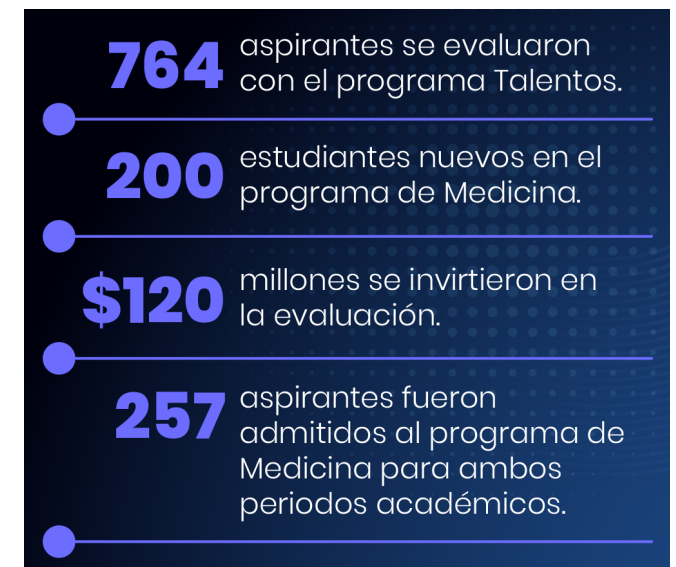 764 aspirantes se evaluaron
con el programa Talentos.
200 estudiantes nuevos en el
programa de Medicina.
$120 millones se invirtieron en
la evaluación.
257 aspirantes fueron
admitidos al programa de
Medicina para ambos
periodos académicos.